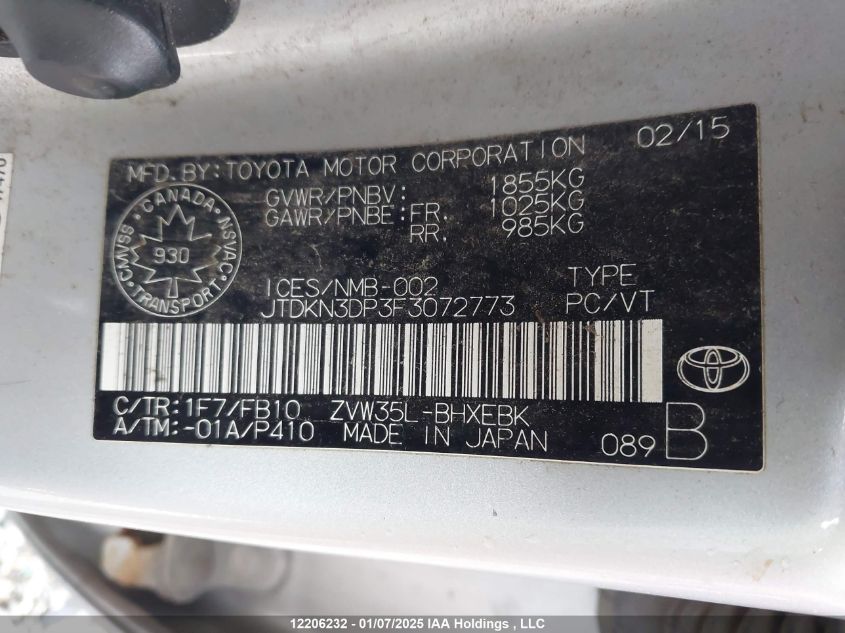 02/15
MFD.BY:TOYOTA MOTOR CORPORATION
GVWR/PNBV: 1855KG
GAWR/PNBE:FR. 1025KG
RR. 985KG
CANADA
CMVSS 930 NSVAC
TRANSPORT
ICES/NMB-002 TYPE
JTDKN3DP3F3072773 PC/VT
C/TR:1F7/FB10 ZVW35L-BHXEBK
A/TM:-01A/P410 MADE IN JAPAN 089 B
12206232 - 01/07/2025 IAA Holdings , LLC